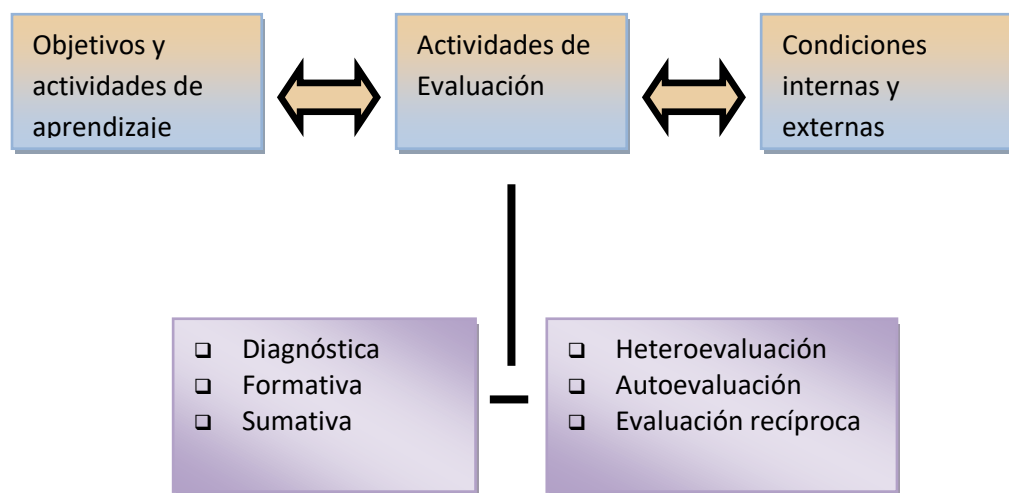 Objetivos y
actividades de
aprendizaje
Actividades de
Evaluación
Condiciones
internas y
externas
Diagnóstica
Formativa
Sumativa
Heteroevaluación
Autoevaluación
Evaluación recíproca